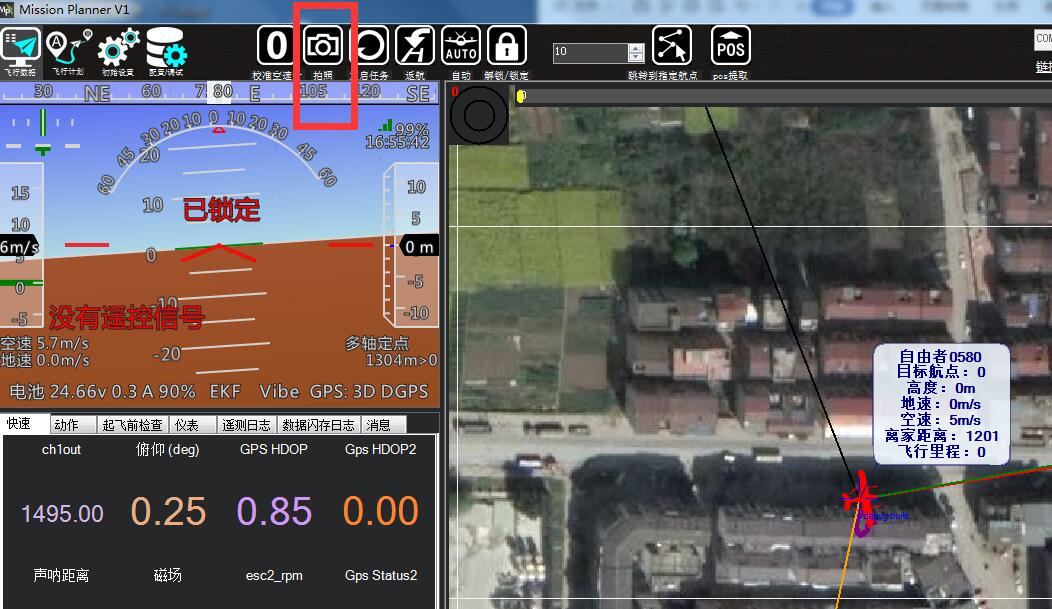 Mission Planner V1
飞行数据
飞行计划
初始设置
配置/调试
0
校准空速
拍照
启任务
返航
AUTO
自动
解锁/锁定
10
跳转到指定航点
POS
pos提取
COM
链接
30 NE 60 75 80 E 105 120 SE
99%
16:55:42
60 45 30 20 10 0 10 20 30 45 60
20
10
0
-10
-20
15
10
5
0
-5
6m/s
10
5
0 m
-5
-10
已锁定
没有遥控信号
空速 5.7m/s
地速 0.0m/s
多轴定点
1304m>0
电池 24.66v 0.3 A 90% EKF Vibe GPS: 3D DGPS
快速 动作 起飞前检查 仪表 遥测日志 数据闪存日志 消息
ch1out 俯仰 (deg) GPS HDOP Gps HDOP2
1495.00 0.25 0.85 0.00
声呐距离 磁场 esc2_rpm Gps Status2
0
0
自由者0580
目标航点: 0
高度: 0m
地速: 0m/s
空速: 5m/s
离家距离: 1201
飞行里程: 0
debug build